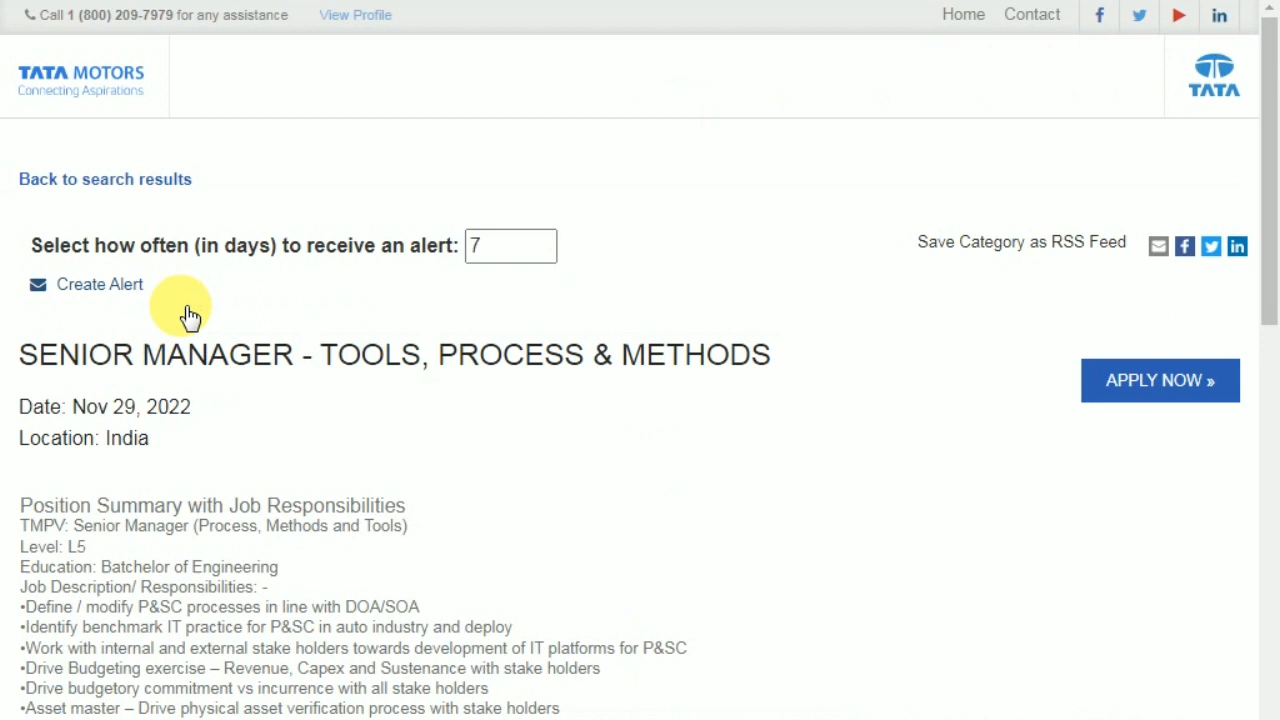 Call 1 (800) 209-7979 for any assistance View Profile Home Contact
TATA MOTORS
Connecting Aspirations
TATA
Back to search results
Select how often (in days) to receive an alert: 7
Save Category as RSS Feed
Create Alert
SENIOR MANAGER - TOOLS, PROCESS & METHODS
APPLY NOW »
Date: Nov 29, 2022
Location: India
Position Summary with Job Responsibilities
TMPV: Senior Manager (Process, Methods and Tools)
Level: L5
Education: Batchelor of Engineering
Job Description/ Responsibilities: -
•Define / modify P&SC processes in line with DOA/SOA
•Identify benchmark IT practice for P&SC in auto industry and deploy
•Work with internal and external stake holders towards development of IT platforms for P&SC
•Drive Budgeting exercise – Revenue, Capex and Sustenance with stake holders
•Drive budgetory commitment vs incurrence with all stake holders
•Asset master – Drive physical asset verification process with stake holders